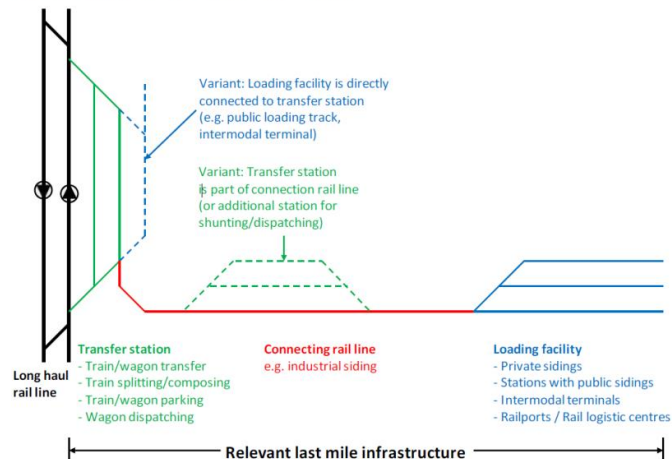 Variant: Loading facility is directly
connected to transfer station
(e.g. public loading track,
intermodal terminal)
Variant: Transfer station
is part of connection rail line
(or additional station for
shunting/dispatching)
Long haul
rail line
Transfer station
- Train/wagon transfer
- Train splitting/composing
- Train/wagon parking
- Wagon dispatching
Connecting rail line
e.g. industrial siding
Loading facility
- Private sidings
- Stations with public sidings
- Intermodal terminals
- Railports / Rail logistic centres
Relevant last mile infrastructure